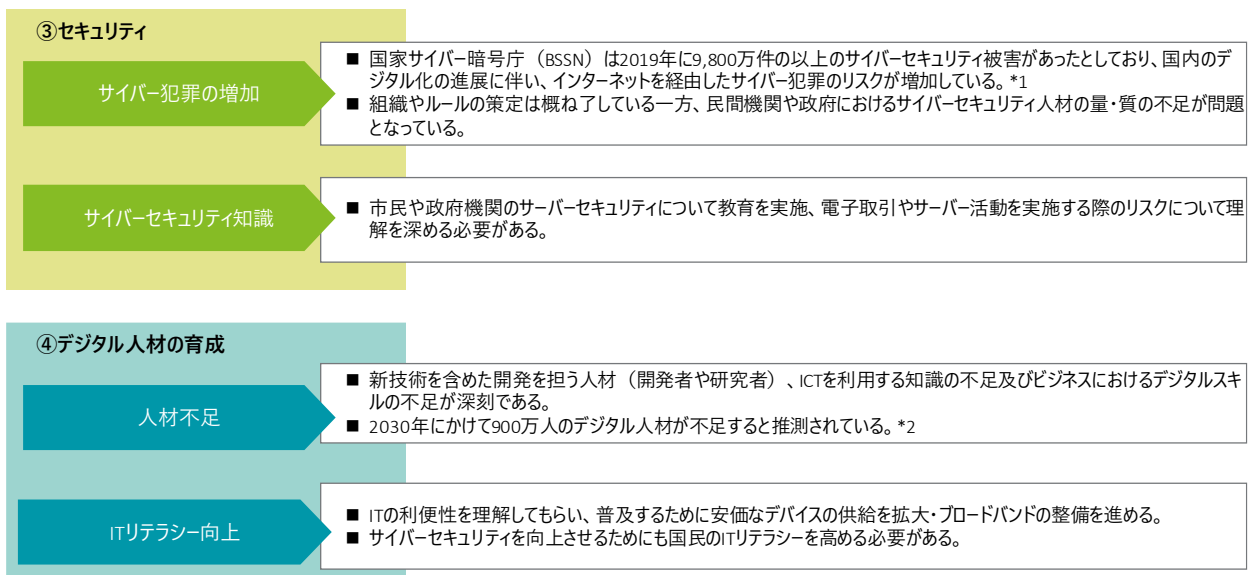 ③セキュリティ
サイバー犯罪の増加
■ 国家サイバー暗号庁（BSSN）は2019年に9,800万件の以上のサイバーセキュリティ被害があったとしており、国内のデ
ジタル化の進展に伴い、インターネットを経由したサイバー犯罪のリスクが増加している。*1
■ 組織やルールの策定は概ね了している一方、民間機関や政府におけるサイバーセキュリティ人材の量・質の不足が問題
となっている。
サイバーセキュリティ知識
■ 市民や政府機関のサーバーセキュリティについて教育を実施、電子取引やサーバー活動を実施する際のリスクについて理
解を深める必要がある。
④デジタル人材の育成
人材不足
■ 新技術を含めた開発を担う人材（開発者や研究者）、ICTを利用する知識の不足及びビジネスにおけるデジタルスキ
ルの不足が深刻である。
■ 2030年にかけて900万人のデジタル人材が不足すると推測されている。*2
ITリテラシー向上
■ ITの利便性を理解してもらい、普及するために安価なデバイスの供給を拡大・ブロードバンドの整備を進める。
■ サイバーセキュリティを向上させるためにも国民のITリテラシーを高める必要がある。